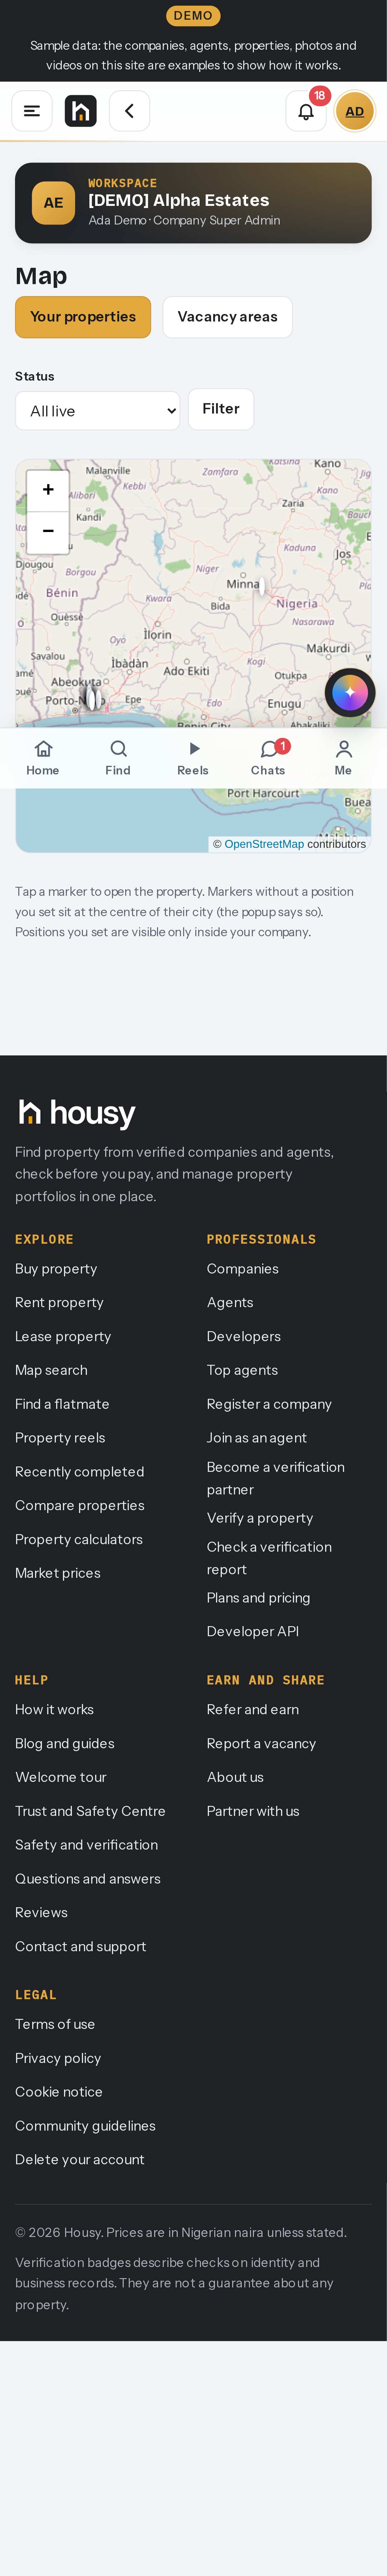 DEMO
Sample data: the companies, agents, properties, photos and
videos on this site are examples to show how it works.
18
AD
AE
WORKSPACE
[DEMO] Alpha Estates
Ada Demo · Company Super Admin
Map
Your properties
Vacancy areas
Status
All live
Filter
+
−
Malanville
Zamfara
Kano
Kebbi
Alibori
Zaria
Kandi
Atacora
Kaduna
Jos
Djougou
Borgou
Niger
Minna
Bénin
Kwara
Bida
Nigeria
Ouèssè
Nasarawa
Oyo
Ìlorin
Makurdi
Savalou
Kogi
Ìbàdàn
Ado Ekiti
Otukpa
Abeokuta
Enugu
Benin City
Abakaliki
Home
Find
Reels
1
Chats
Me
Port Harcourt
Buea
© OpenStreetMap contributors
Tap a marker to open the property. Markers without a position
you set sit at the centre of their city (the popup says so).
Positions you set are visible only inside your company.
housy
Find property from verified companies and agents,
check before you pay, and manage property
portfolios in one place.
EXPLORE
Buy property
Rent property
Lease property
Map search
Find a flatmate
Property reels
Recently completed
Compare properties
Property calculators
Market prices
PROFESSIONALS
Companies
Agents
Developers
Top agents
Register a company
Join as an agent
Become a verification
partner
Verify a property
Check a verification
report
Plans and pricing
Developer API
HELP
How it works
Blog and guides
Welcome tour
Trust and Safety Centre
Safety and verification
Questions and answers
Reviews
Contact and support
EARN AND SHARE
Refer and earn
Report a vacancy
About us
Partner with us
LEGAL
Terms of use
Privacy policy
Cookie notice
Community guidelines
Delete your account
© 2026 Housy. Prices are in Nigerian naira unless stated.
Verification badges describe checks on identity and
business records. They are not a guarantee about any
property.